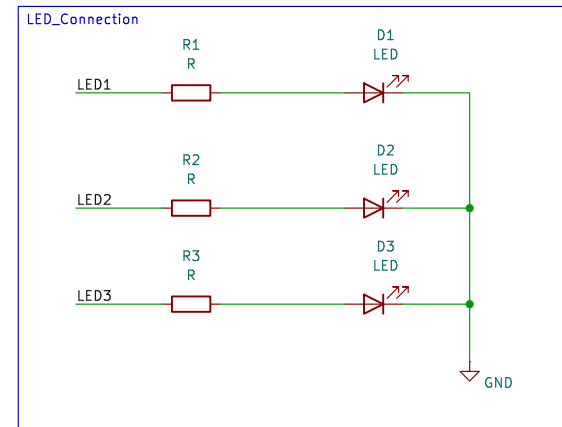 LED_Connection
R1
R
D1
LED
LED1
R2
R
D2
LED
LED2
R3
R
D3
LED
LED3
GND